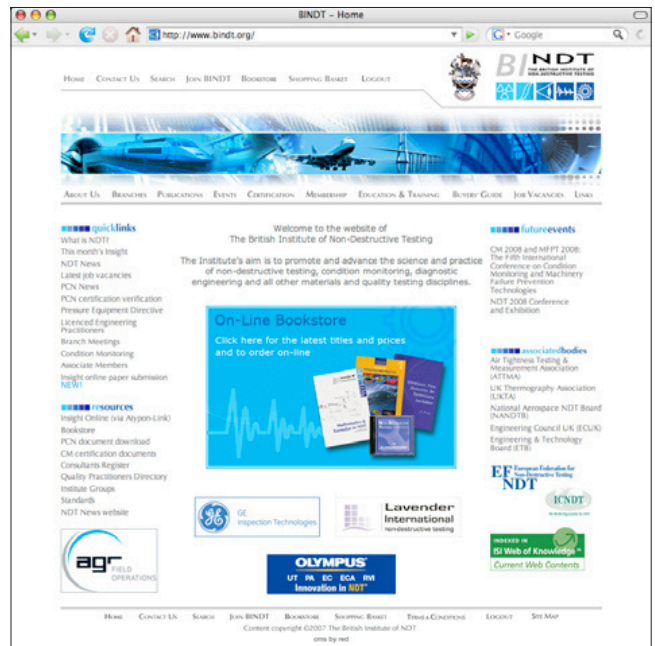 BINDT – Home
http://www.bindt.org/
Google
HOME CONTACT US SEARCH JOIN BINDT BOOKSTORE SHOPPING BASKET LOGOUT
BINDT
THE BRITISH INSTITUTE OF
NON-DESTRUCTIVE TESTING
ABOUT US BRANCHES PUBLICATIONS EVENTS CERTIFICATION MEMBERSHIP EDUCATION & TRAINING BUYERS' GUIDE JOB VACANCIES LINKS
quicklinks
What is NDT?
This month's Insight
NDT News
Latest job vacancies
PCN News
PCN certification verification
Pressure Equipment Directive
Licenced Engineering
Practitioners
Branch Meetings
Condition Monitoring
Associate Members
Insight online paper submission
NEW!
resources
Insight Online (via Atypon-Link)
Bookstore
PCN document download
CM certification documents
Consultants Register
Quality Practitioners Directory
Institute Groups
Standards
NDT News website
agr FIELD
OPERATIONS
Welcome to the website of
The British Institute of Non-Destructive Testing
The Institute's aim is to promote and advance the science and practice
of non-destructive testing, condition monitoring, diagnostic
engineering and all other materials and quality testing disciplines.
On-Line Bookstore
Click here for the latest titles and prices
and to order on-line
GE
Inspection Technologies
Lavender
International
non-destructive testing
OLYMPUS
UT PA EC ECA RVI
Innovation in NDT
futureevents
CM 2008 and MFPT 2008:
The Fifth International
Conference on Condition
Monitoring and Machinery
Failure Prevention
Technologies
NDT 2008 Conference
and Exhibition
associatedbodies
Air Tightness Testing &
Measurement Association
(ATTMA)
UK Thermography Association
(UKTA)
National Aerospace NDT Board
(NANDTB)
Engineering Council UK (ECUK)
Engineering & Technology
Board (ETB)
EF European Federation for
Non-Destructive Testing
NDT
ICNDT
INDEXED IN
ISI Web of Knowledge
Current Web Contents
HOME CONTACT US SEARCH JOIN BINDT BOOKSTORE SHOPPING BASKET TERMS & CONDITIONS LOGOUT SITE MAP
Content copyright ©2007 The British Institute of NDT
cms by red